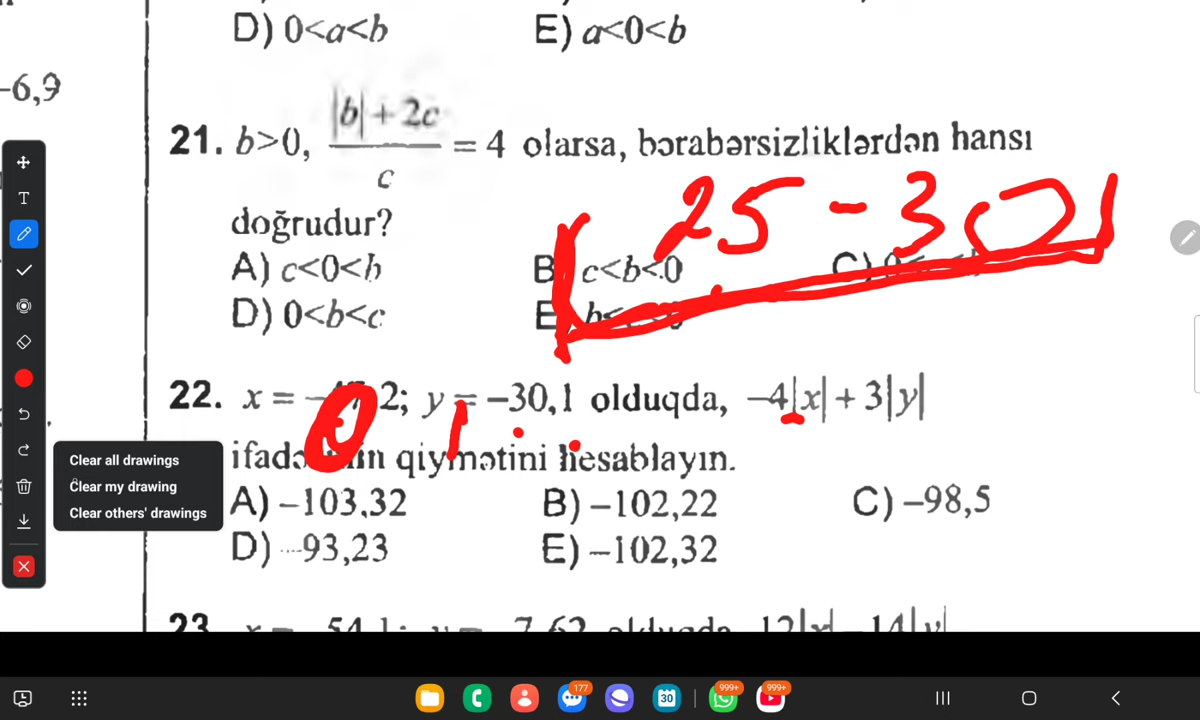 D) 0<a<b E) a<0<b
-6,9
21. b>0, |b| + 2c / c = 4 olarsa, bərabərsizliklərdən hansı
doğrudur?
25 - 30
A) c<0<b B) c<b<0 C)
D) 0<b<c E)
22. x = 2; y = -30,1 olduqda, -4|x| + 3|y|
qiymətini hesablayın.
A) -103,32 B) -102,22 C) -98,5
D) -93,23 E) -102,32
Clear all drawings
Clear my drawing
Clear others' drawings
T
23
177
30
999+
999+